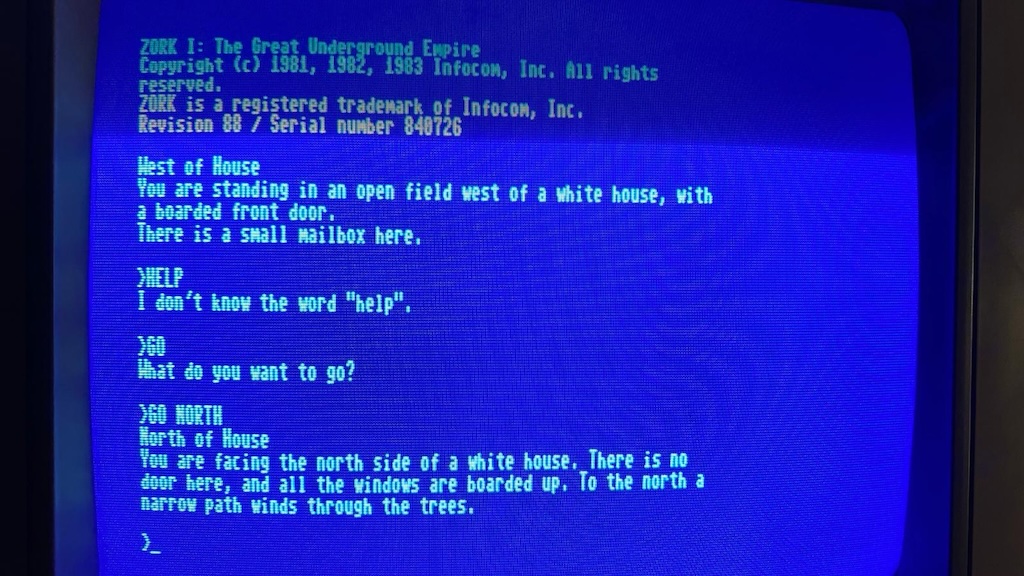 ZORK I: The Great Underground Empire
Copyright (c) 1981, 1982, 1983 Infocom, Inc. All rights
reserved.
ZORK is a registered trademark of Infocom, Inc.
Revision 88 / Serial number 840726
West of House
You are standing in an open field west of a white house, with
a boarded front door.
There is a small mailbox here.
>HELP
I don't know the word "help".
>GO
What do you want to go?
>GO NORTH
North of House
You are facing the north side of a white house. There is no
door here, and all the windows are boarded up. To the north a
narrow path winds through the trees.
>_